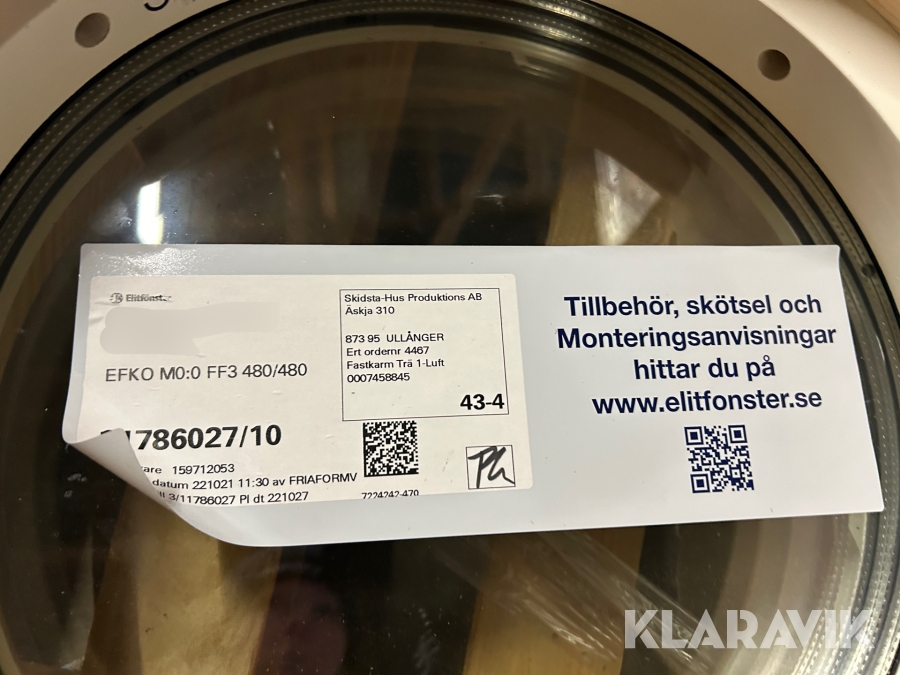 Elitfönster
EFKO M0:0 FF3 480/480
1786027/10
159712053
datum 221021 11:30 av FRIAFORMV
3/11786027 Pl dt 221027
Skidsta-Hus Produktions AB
Äskja 310
873 95 ULLÅNGER
Ert ordernr 4467
Fastkarm Trä 1-Luft
0007458845
43-4
7224242-470
Tillbehör, skötsel och
Monteringsanvisningar
hittar du på
www.elitfonster.se
KLARAVIK